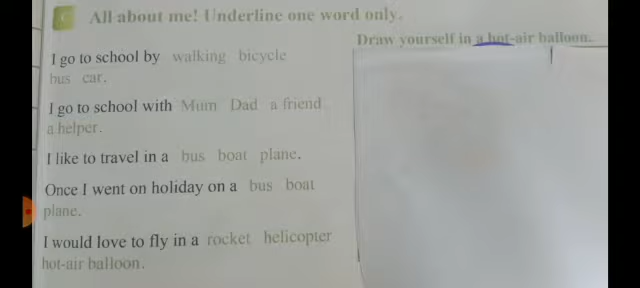 c All about me! Underline one word only.
Draw yourself in a hot-air balloon.
I go to school by walking bicycle
bus car.
I go to school with Mum Dad a friend
a helper.
I like to travel in a bus boat plane.
Once I went on holiday on a bus boat
plane.
I would love to fly in a rocket helicopter
hot-air balloon.